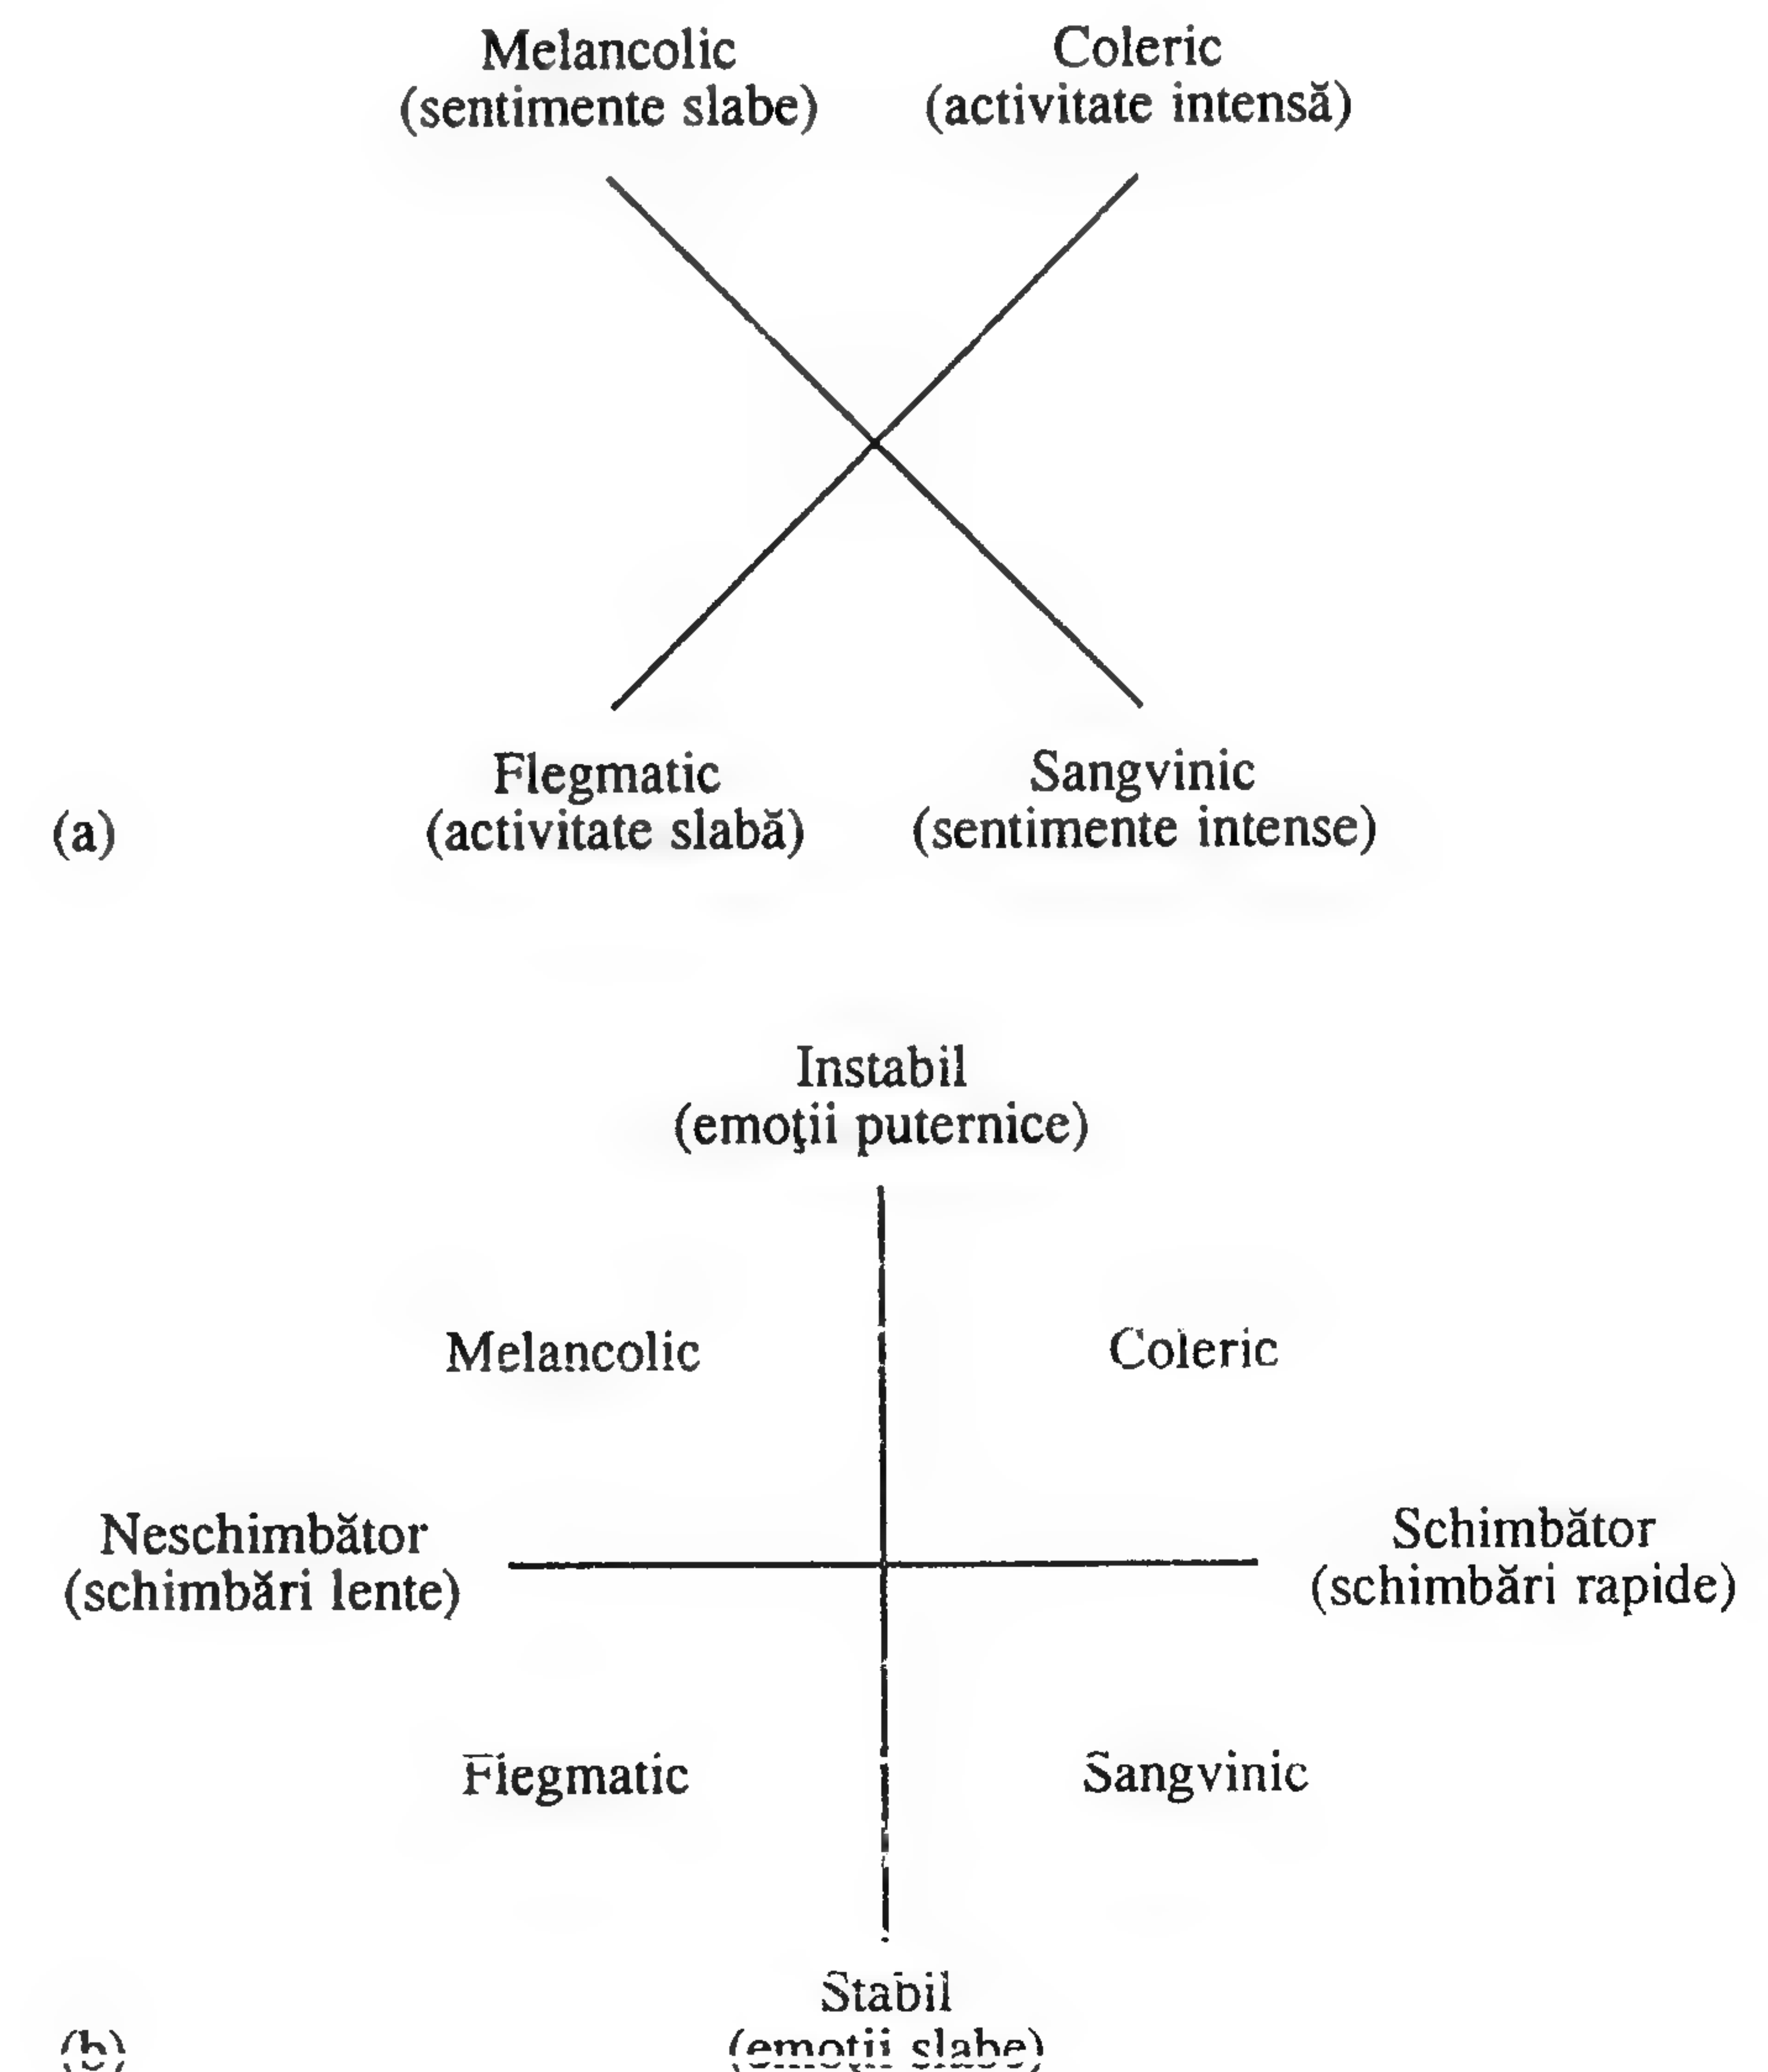 Melancolic
(sentimente slabe)
Coleric
(activitate intensă)
Flegmatic
(activitate slabă)
Sangvinic
(sentimente intense)
(a)
Instabil
(emoţii puternice)
Melancolic
Coleric
Neschimbător
(schimbări lente)
Schimbător
(schimbări rapide)
Flegmatic
Sangvinic
Stabil
(emoţii slabe)
(b)